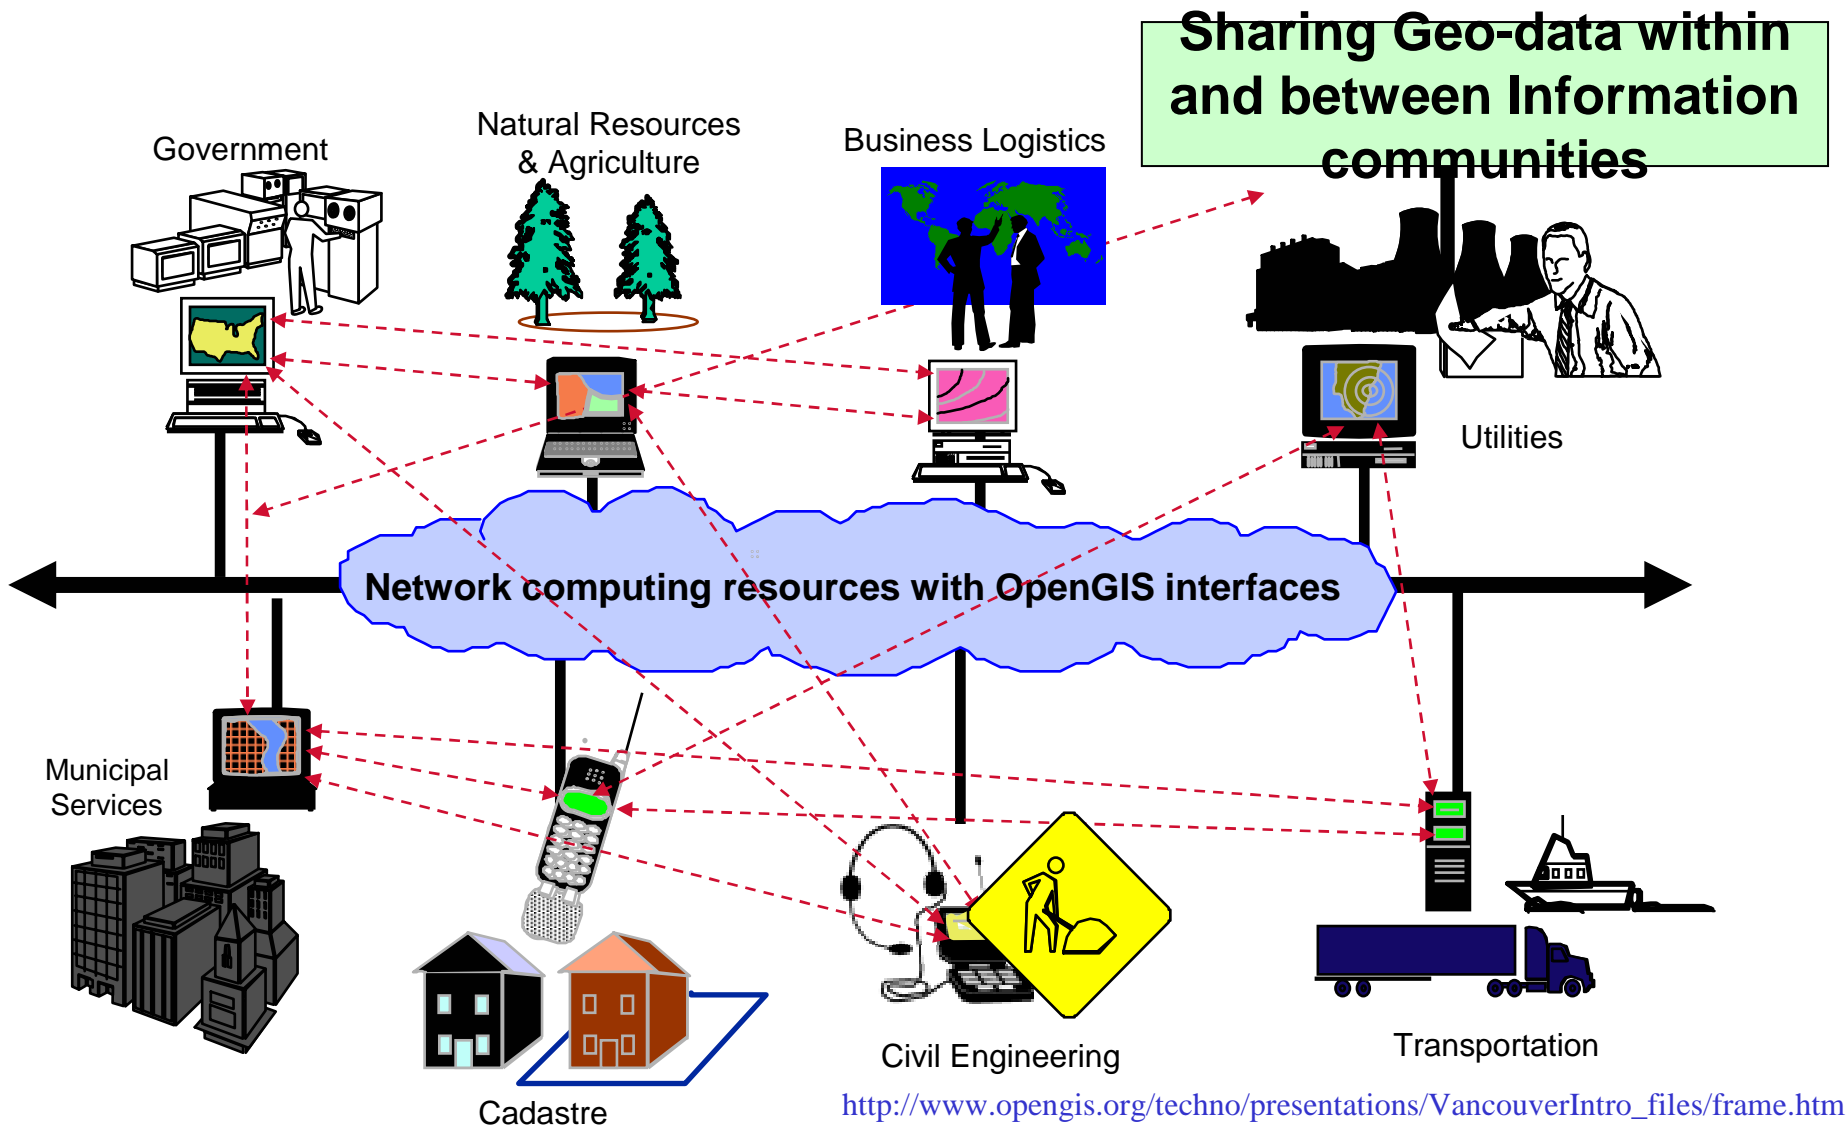 Sharing Geo-data within
and between Information
communities
Government
Natural Resources
& Agriculture
Business Logistics
Utilities
Network computing resources with OpenGIS interfaces
Municipal
Services
Cadastre
Civil Engineering
Transportation
http://www.opengis.org/techno/presentations/VancouverIntro_files/frame.htm